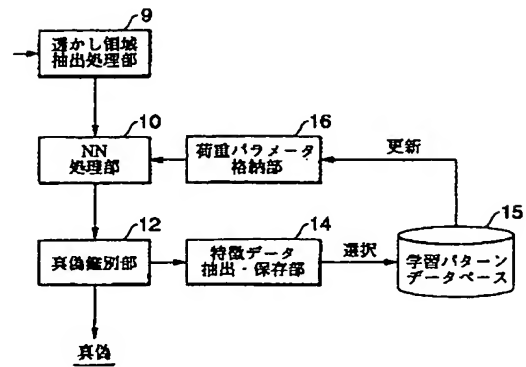 9
透かし領域
抽出処理部
10
NN
処理部
16
荷重パラメータ
格納部
更新
15
学習パターン
データベース
12
真偽鑑別部
14
特徴データ
抽出・保存部
選択
真偽